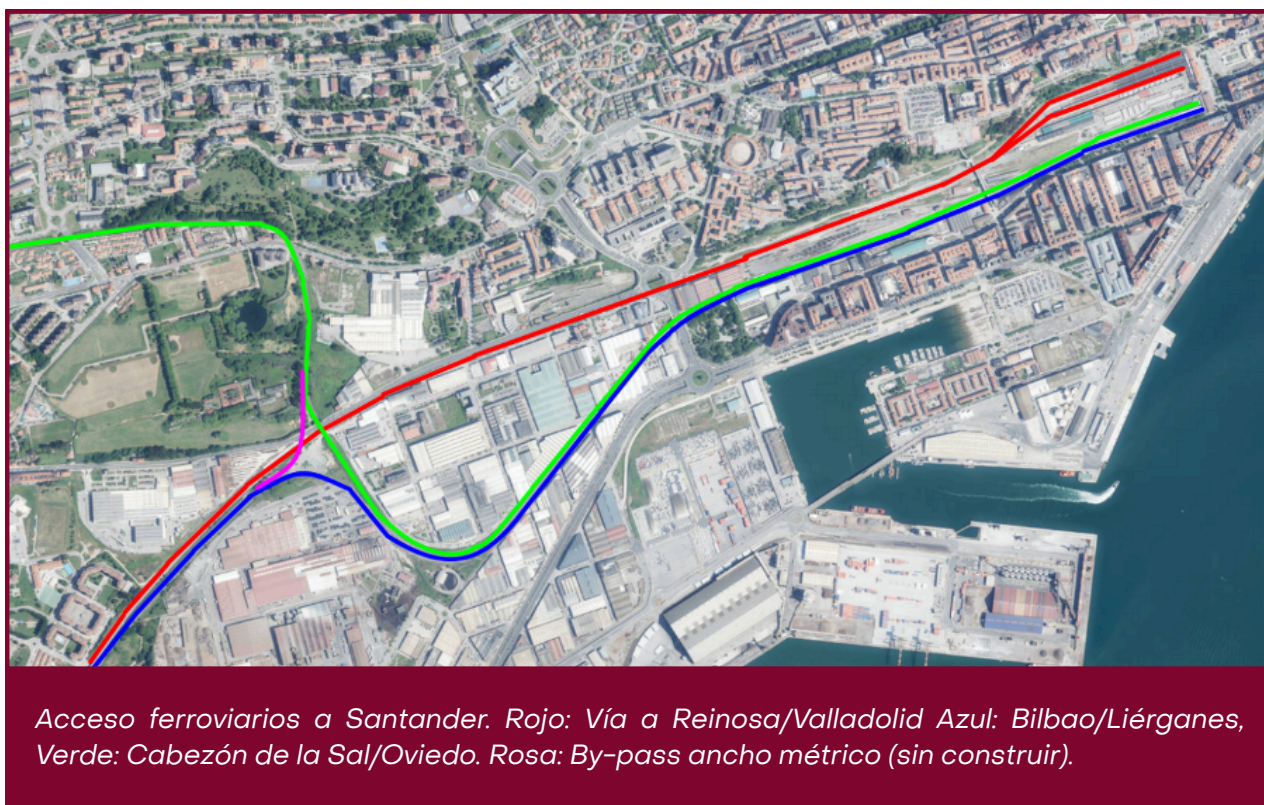 Acceso ferroviarios a Santander. Rojo: Vía a Reinosa/Valladolid Azul: Bilbao/Liérganes,
Verde: Cabezón de la Sal/Oviedo. Rosa: By-pass ancho métrico (sin construir).